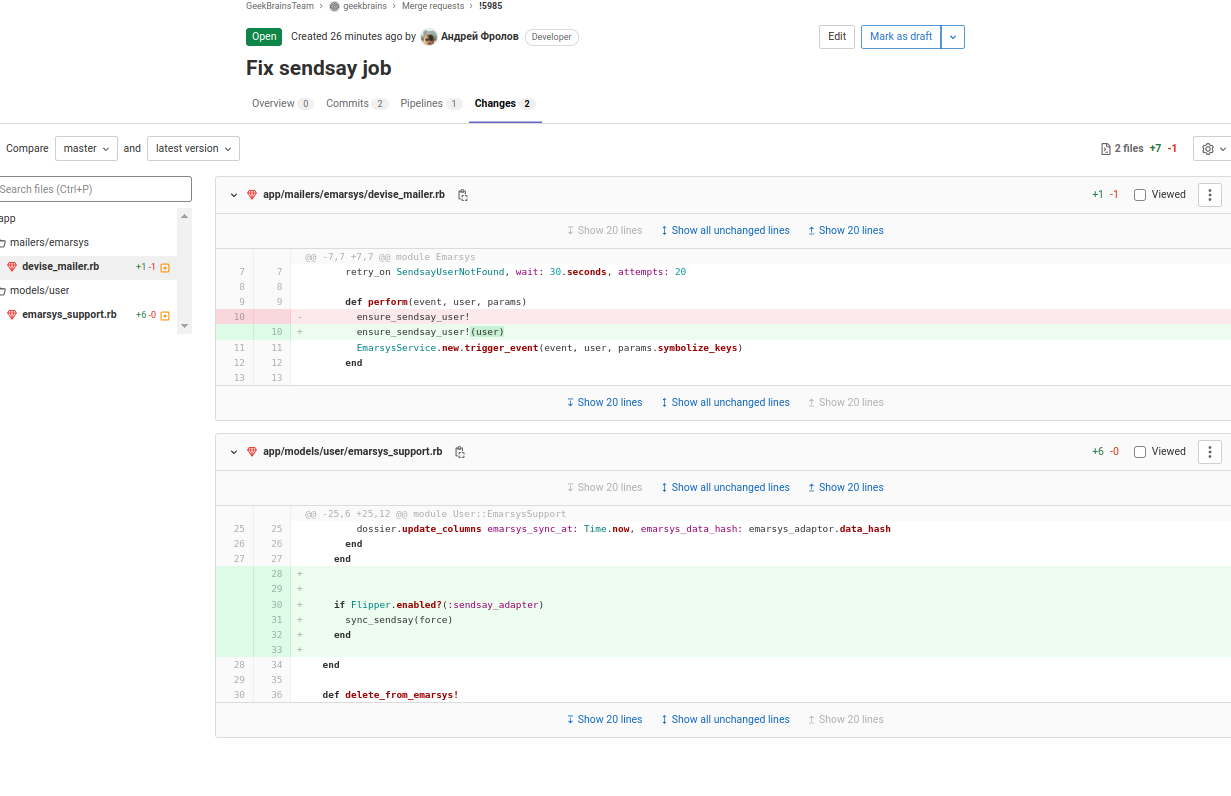 GeekBrainsTeam › geekbrains › Merge requests › !5985
Open Created 26 minutes ago by Андрей Фролов Developer
Edit Mark as draft
Fix sendsay job
Overview 0 Commits 2 Pipelines 1 Changes 2
Compare master and latest version
2 files +7 -1
Search files (Ctrl+P)
app
mailers/emarsys
devise_mailer.rb +1 -1
models/user
emarsys_support.rb +6 -0
app/mailers/emarsys/devise_mailer.rb +1 -1 Viewed
Show 20 lines Show all unchanged lines Show 20 lines
@@ -7,7 +7,7 @@ module Emarsys
7 7 retry_on SendsayUserNotFound, wait: 30.seconds, attempts: 20
8 8
9 9 def perform(event, user, params)
10 - ensure_sendsay_user!
10 + ensure_sendsay_user!(user)
11 11 EmarsysService.new.trigger_event(event, user, params.symbolize_keys)
12 12 end
13 13
Show 20 lines Show all unchanged lines Show 20 lines
app/models/user/emarsys_support.rb +6 -0 Viewed
Show 20 lines Show all unchanged lines Show 20 lines
@@ -25,6 +25,12 @@ module User::EmarsysSupport
25 25 dossier.update_columns emarsys_sync_at: Time.now, emarsys_data_hash: emarsys_adaptor.data_hash
26 26 end
27 27 end
28 +
29 +
30 + if Flipper.enabled?(:sendsay_adapter)
31 + sync_sendsay(force)
32 + end
33 +
28 34 end
29 35
30 36 def delete_from_emarsys!
Show 20 lines Show all unchanged lines Show 20 lines